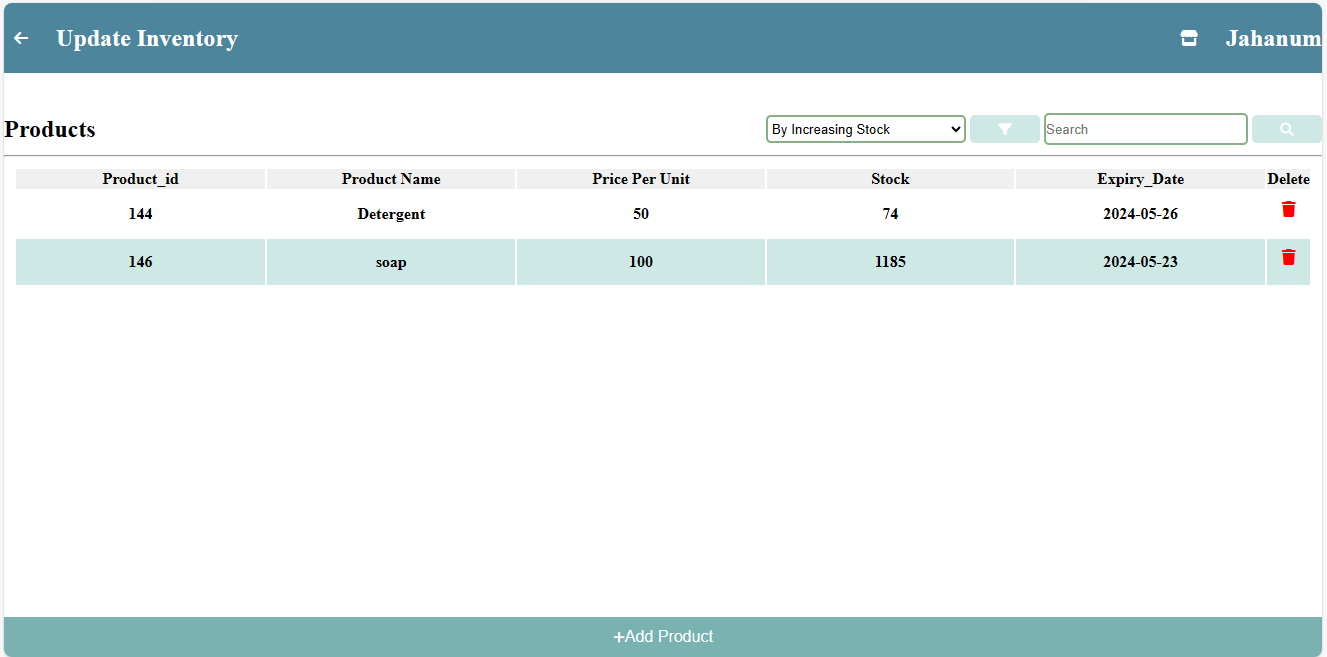 Update Inventory Jahanum
Products By Increasing Stock Search
Product_id Product Name Price Per Unit Stock Expiry_Date Delete
144 Detergent 50 74 2024-05-26
146 soap 100 1185 2024-05-23
+Add Product